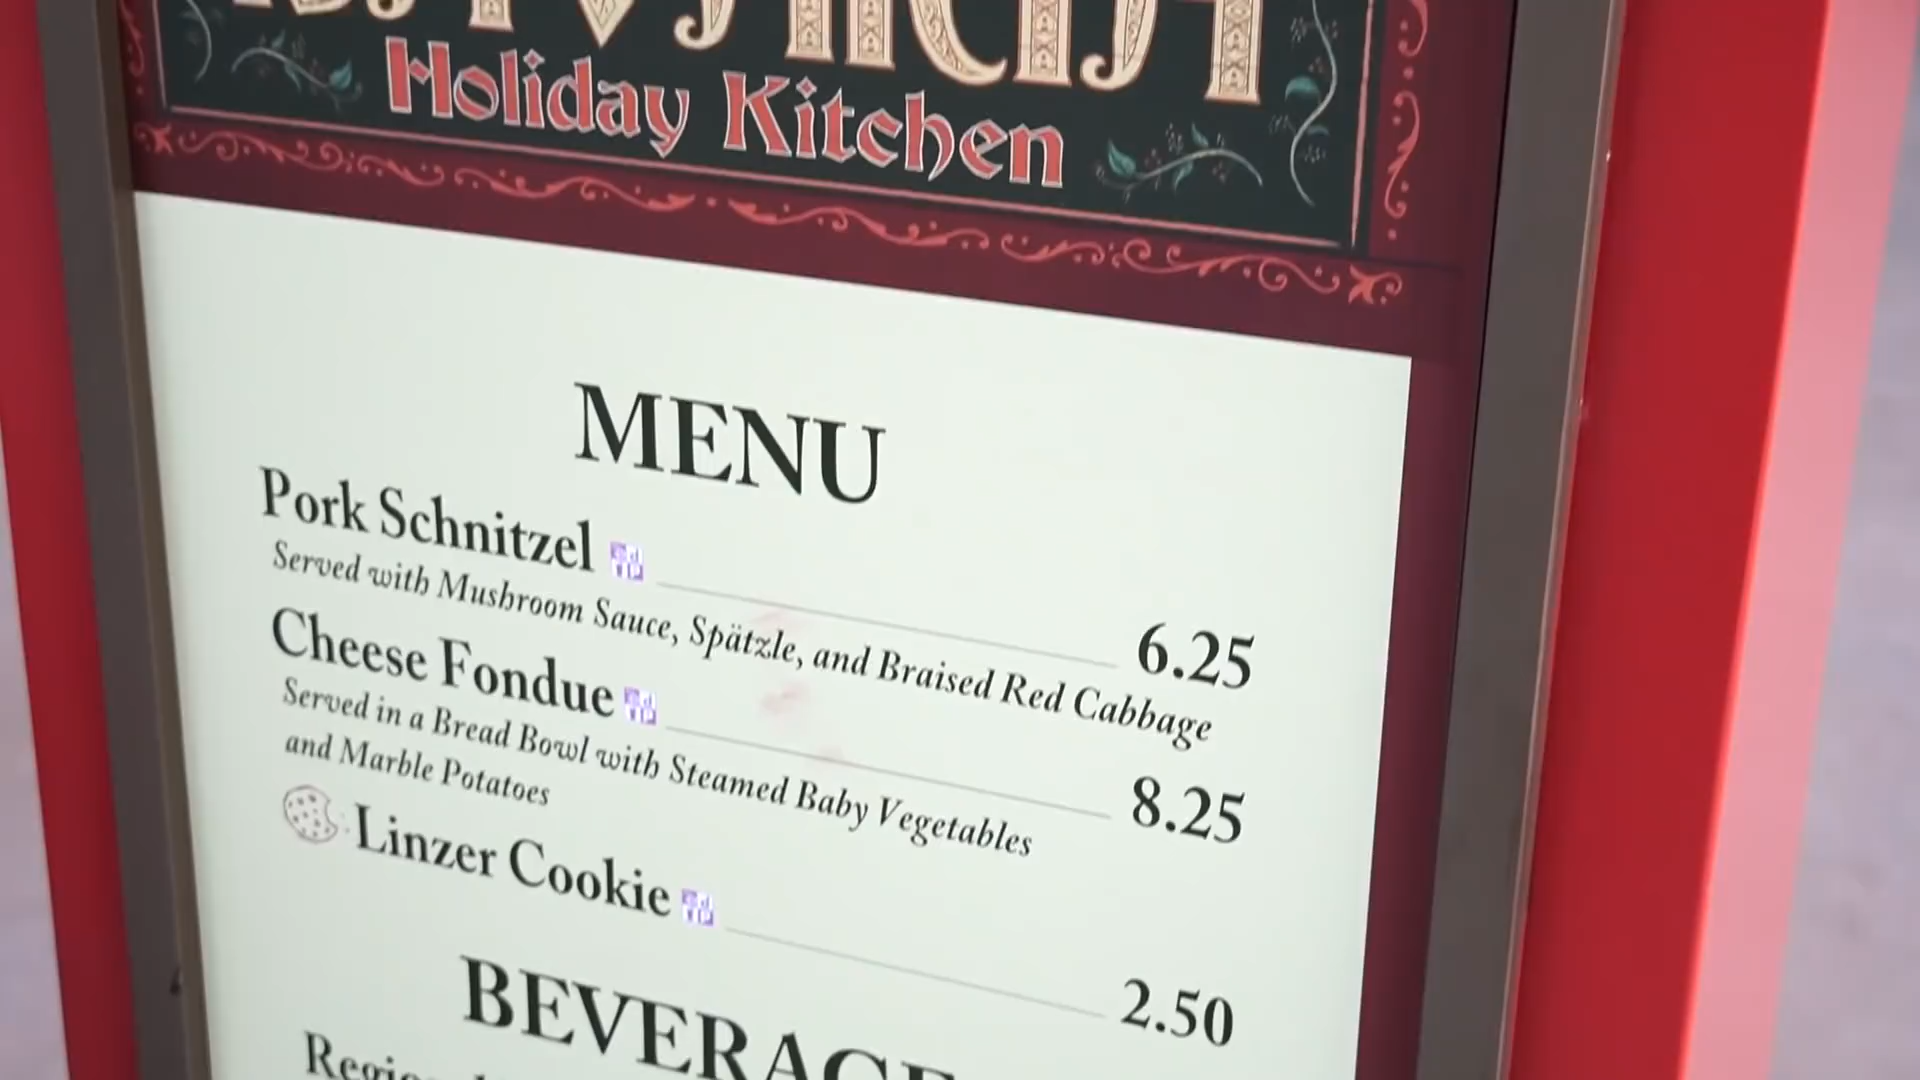 Holiday Kitchen
MENU
Pork Schnitzel
6.25
Served with Mushroom Sauce, Spätzle, and Braised Red Cabbage
Cheese Fondue
8.25
Served in a Bread Bowl with Steamed Baby Vegetables
and Marble Potatoes
Linzer Cookie
2.50